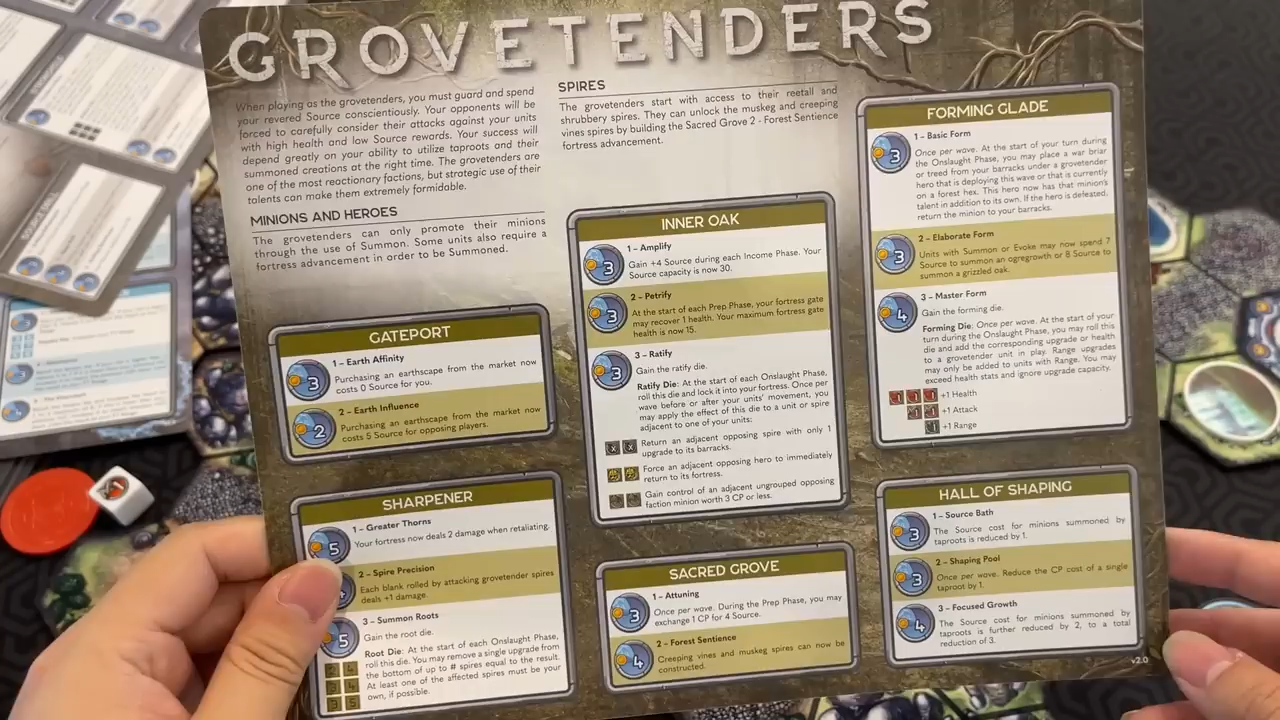 GROVETENDERS
When playing as the grovetenders, you must guard and spend
your revered Source conscientiously. Your opponents will be
forced to carefully consider their attacks against your units
with high health and low Source rewards. Your success will
depend greatly on your ability to utilize taproots and their
summoned creations at the right time. The grovetenders are
one of the most reactionary factions, but strategic use of their
talents can make them extremely formidable.
MINIONS AND HEROES
The grovetenders can only promote their minions
through the use of Summon. Some units also require a
fortress advancement in order to be Summoned.
SPIRES
The grovetenders start with access to their reetall and
shrubbery spires. They can unlock the muskeg and creeping
vines spires by building the Sacred Grove 2 - Forest Sentience
fortress advancement.
GATEPORT
1 – Earth Affinity
3
Purchasing an earthscape from the market now
costs 0 Source for you.
2 – Earth Influence
2
Purchasing an earthscape from the market now
costs 5 Source for opposing players.
SHARPENER
1 – Greater Thorns
5
Your fortress now deals 2 damage when retaliating.
2 – Spire Precision
Each blank rolled by attacking grovetender spires
deals +1 damage.
3 – Summon Roots
5
Gain the root die.
Root Die: At the start of each Onslaught Phase,
roll this die. You may remove a single upgrade from
the bottom of up to # spires equal to the result.
At least one of the affected spires must be your
own, if possible.
INNER OAK
1 – Amplify
3
Gain +4 Source during each Income Phase. Your
Source capacity is now 30.
2 – Petrify
3
At the start of each Prep Phase, your fortress gate
may recover 1 health. Your maximum fortress gate
health is now 15.
3 – Ratify
3
Gain the ratify die.
Ratify Die: At the start of each Onslaught Phase,
roll this die and lock it into your fortress. Once per
wave before or after your units' movement, you
may apply the effect of this die to a unit or spire
adjacent to one of your units:
Return an adjacent opposing spire with only 1
upgrade to its barracks.
Force an adjacent opposing hero to immediately
return to its fortress.
Gain control of an adjacent ungrouped opposing
faction minion worth 3 CP or less.
SACRED GROVE
1 – Attuning
3
Once per wave. During the Prep Phase, you may
exchange 1 CP for 4 Source.
2 – Forest Sentience
4
Creeping vines and muskeg spires can now be
constructed.
FORMING GLADE
1 – Basic Form
3
Once per wave. At the start of your turn during
the Onslaught Phase, you may place a war briar
or treed from your barracks under a grovetender
hero that is deploying this wave or that is currently
on a forest hex. This hero now has that minion's
talent in addition to its own. If the hero is defeated,
return the minion to your barracks.
2 – Elaborate Form
3
Units with Summon or Evoke may now spend 7
Source to summon an ogregrowth or 8 Source to
summon a grizzled oak.
3 – Master Form
4
Gain the forming die.
Forming Die: Once per wave. At the start of your
turn during the Onslaught Phase, you may roll this
die and add the corresponding upgrade or health
to a grovetender unit in play. Range upgrades
may only be added to units with Range. You may
exceed health stats and ignore upgrade capacity.
+1 Health
+1 Attack
+1 Range
HALL OF SHAPING
1 – Source Bath
3
The Source cost for minions summoned by
taproots is reduced by 1.
2 – Shaping Pool
3
Once per wave. Reduce the CP cost of a single
taproot by 1.
3 – Focused Growth
4
The Source cost for minions summoned by
taproots is further reduced by 2, to a total
reduction of 3.
v2.0